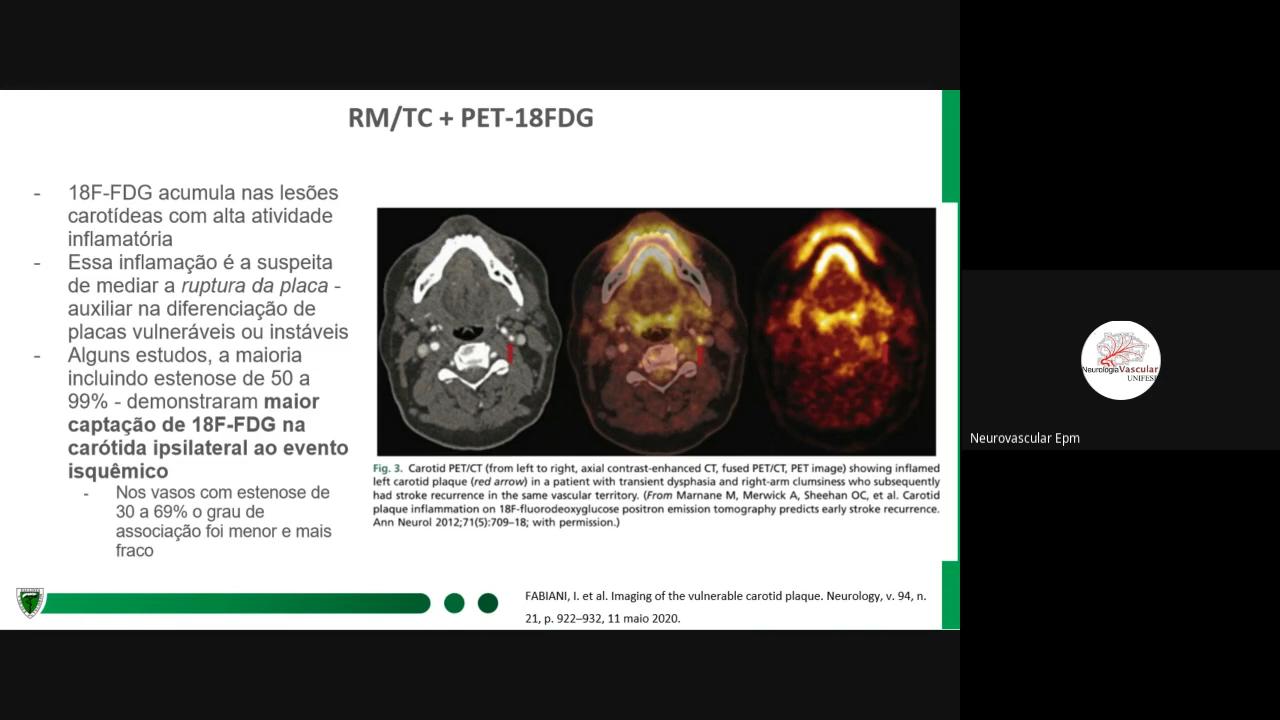 RM/TC + PET-18FDG
- 18F-FDG acumula nas lesões
carotídeas com alta atividade
inflamatória
- Essa inflamação é a suspeita
de mediar a ruptura da placa -
auxiliar na diferenciação de
placas vulneráveis ou instáveis
- Alguns estudos, a maioria
incluindo estenose de 50 a
99% - demonstraram maior
captação de 18F-FDG na
carótida ipsilateral ao evento
isquêmico
- Nos vasos com estenose de
30 a 69% o grau de
associação foi menor e mais
fraco
Fig. 3. Carotid PET/CT (from left to right, axial contrast-enhanced CT, fused PET/CT, PET image) showing inflamed
left carotid plaque (red arrow) in a patient with transient dysphasia and right-arm clumsiness who subsequently
had stroke recurrence in the same vascular territory. (From Marnane M, Merwick A, Sheehan OC, et al. Carotid
plaque inflammation on 18F-fluorodeoxyglucose positron emission tomography predicts early stroke recurrence.
Ann Neurol 2012;71(5):709–18; with permission.)
FABIANI, I. et al. Imaging of the vulnerable carotid plaque. Neurology, v. 94, n.
21, p. 922–932, 11 maio 2020.
NeurologiaVascular
UNIFESP
Neurovascular Epm